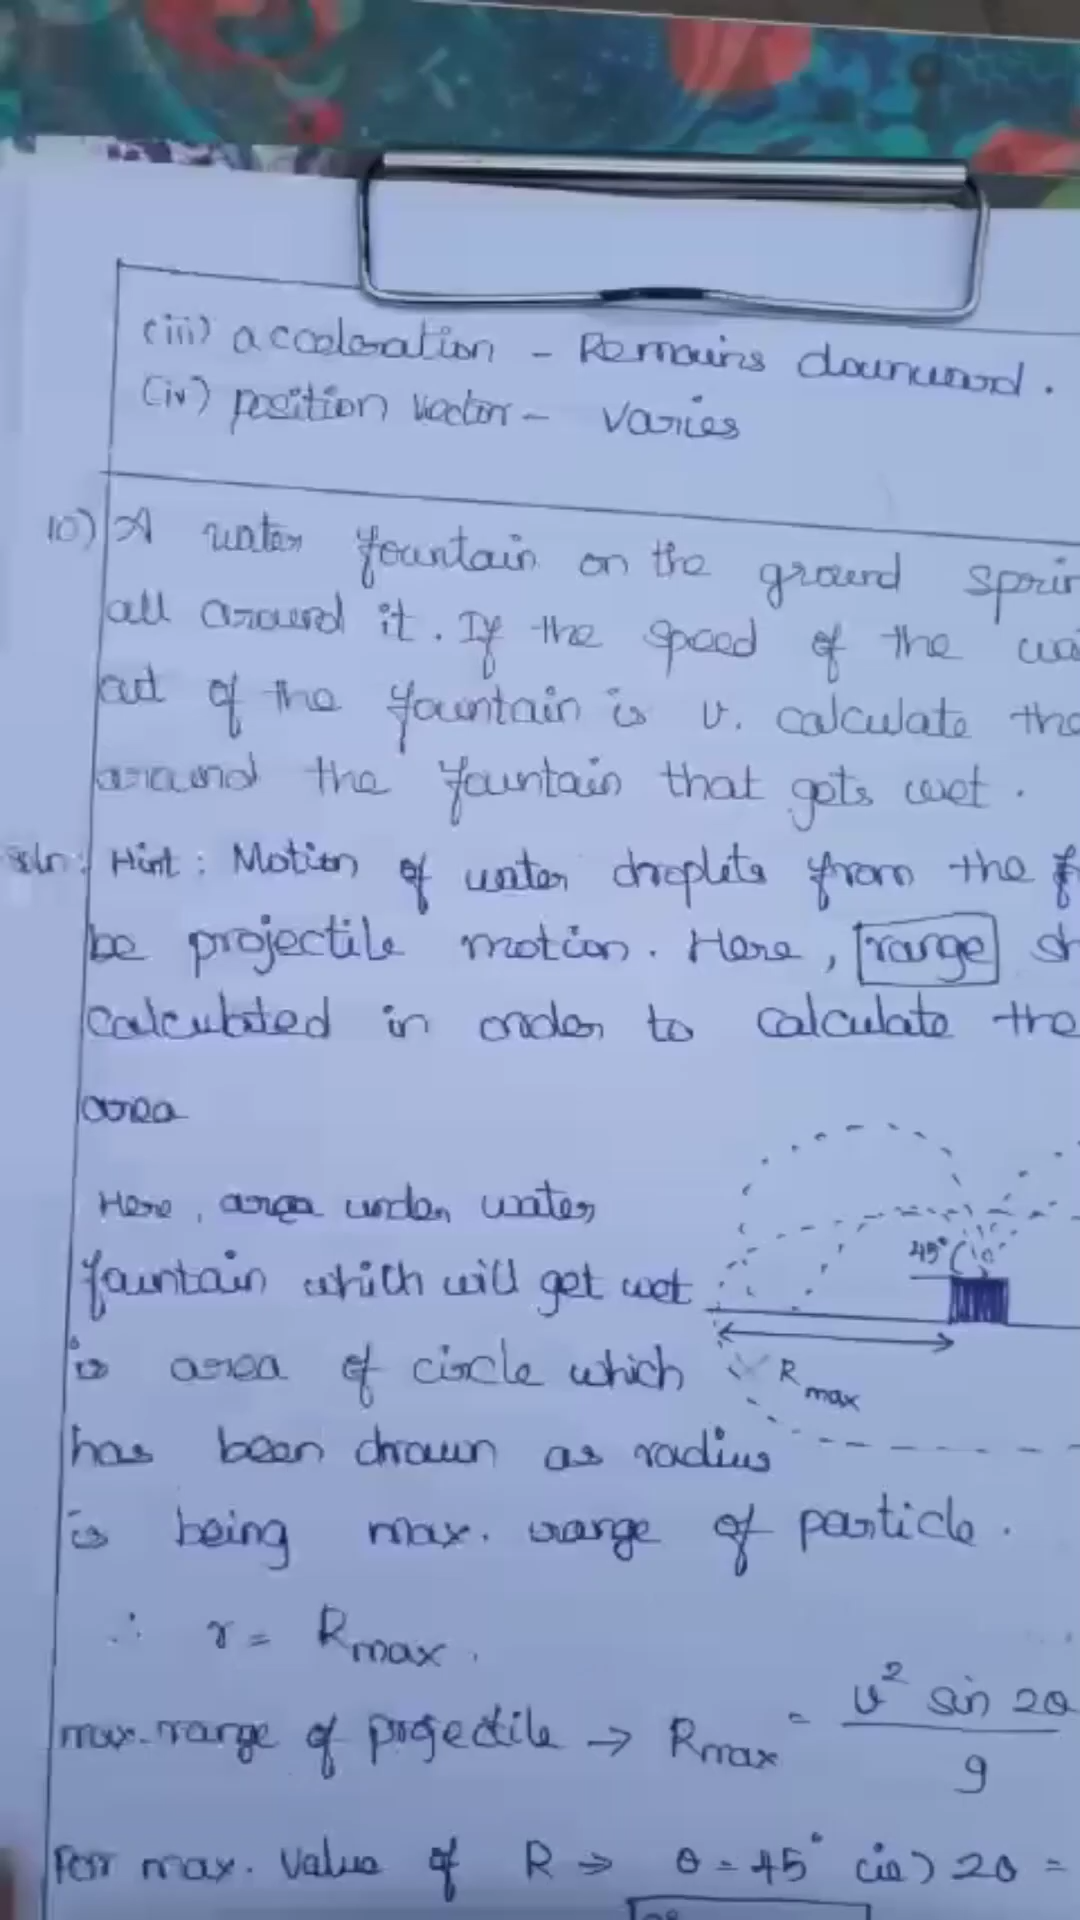 (iii) acceleration - Remains downward.
(iv) position vector - varies
10) A water fountain on the ground
all around it. If the speed of the
out of the fountain is v. calculate the
around the fountain that gets wet.
Soln: Hint: Motion of water droplets from the
be projectile motion. Here, range
calculated in order to calculate the
area
Here, area under water
fountain which will get wet
is area of circle which
has been drawn as radius
is being max. range of particle.
45°
R max
∴ r = Rmax.
max. range of projectile → Rmax = v² sin 2θ / g
For max. value of R ⇒ θ = 45° (ie) 2θ =